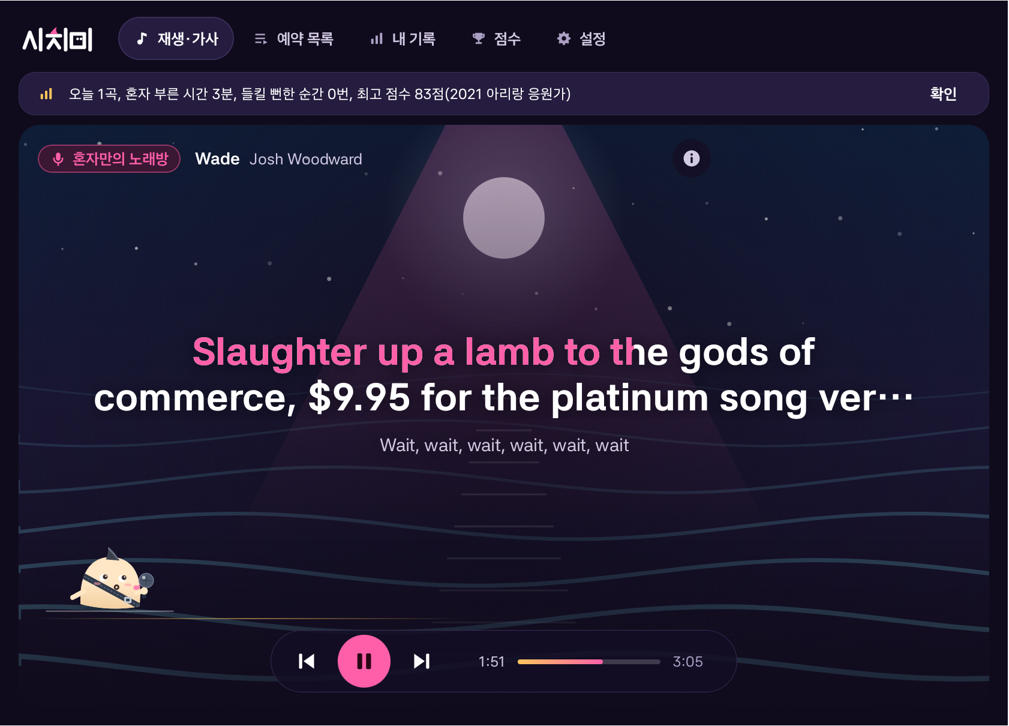 시치미
재생·가사
예약 목록
내 기록
점수
설정
오늘 1곡, 혼자 부른 시간 3분, 들킬 뻔한 순간 0번, 최고 점수 83점(2021 아리랑 응원가)
확인
혼자만의 노래방
Wade Josh Woodward
Slaughter up a lamb to the gods of
commerce, $9.95 for the platinum song ver…
Wait, wait, wait, wait, wait, wait
1:51
3:05